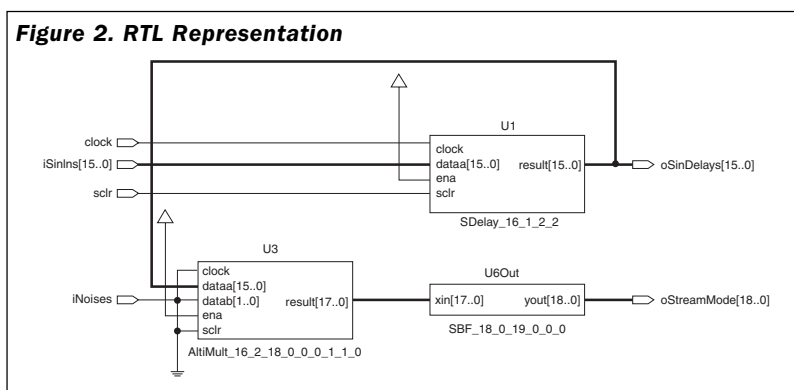 Figure 2. RTL Representation
U1
clock
iSinIns[15..0]
sclr
clock
dataa[15..0]
ena
sclr
result[15..0]
oSinDelays[15..0]
SDelay_16_1_2_2
U3
iNoises
clock
dataa[15..0]
datab[1..0]
ena
sclr
result[17..0]
AltiMult_16_2_18_0_0_0_1_1_0
U6Out
xin[17..0]
yout[18..0]
oStreamMode[18..0]
SBF_18_0_19_0_0_0